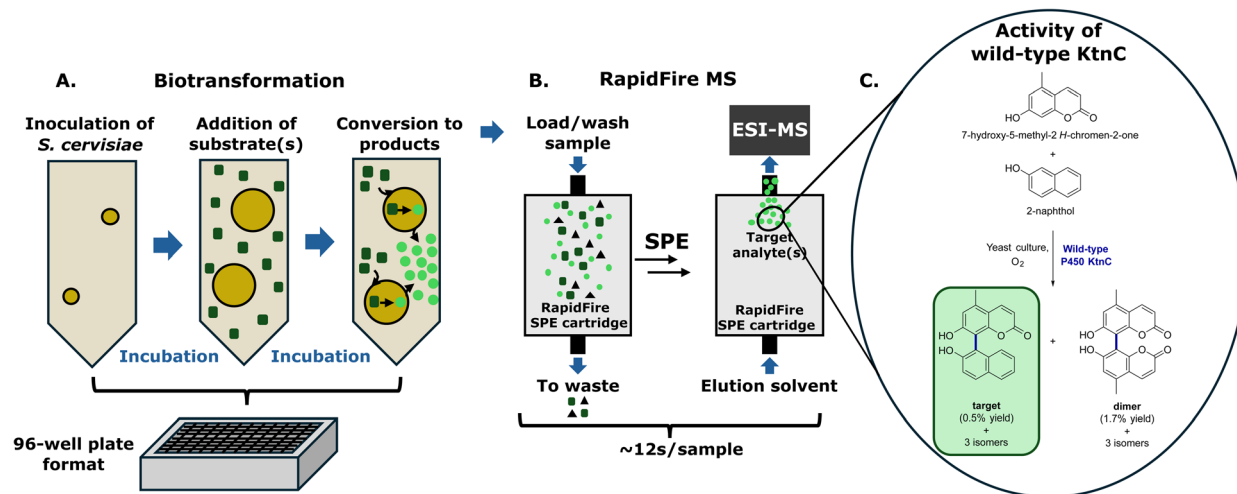 A.
Biotransformation
Inoculation of
S. cervisiae
Addition of
substrate(s)
Conversion to
products
Incubation
Incubation
96-well plate
format
B.
RapidFire MS
Load/wash
sample
ESI-MS
SPE
Target
analyte(s)
RapidFire
SPE cartridge
RapidFire
SPE cartridge
To waste
Elution solvent
~12s/sample
C.
Activity of
wild-type KtnC
HO
O
O
7-hydroxy-5-methyl-2 H-chromen-2-one
+
HO
2-naphthol
Yeast culture,
O2
Wild-type
P450 KtnC
HO
O
O
HO
+
HO
O
O
HO
O
O
target
(0.5% yield)
+
3 isomers
dimer
(1.7% yield)
+
3 isomers